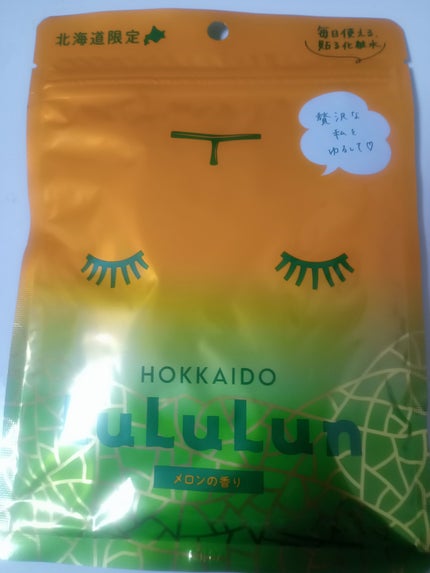 北海道限定
毎日使える、
貼る化粧水
贅沢な
私を
ゆるして♡
HOKKAIDO
LuLuLun
メロンの香り